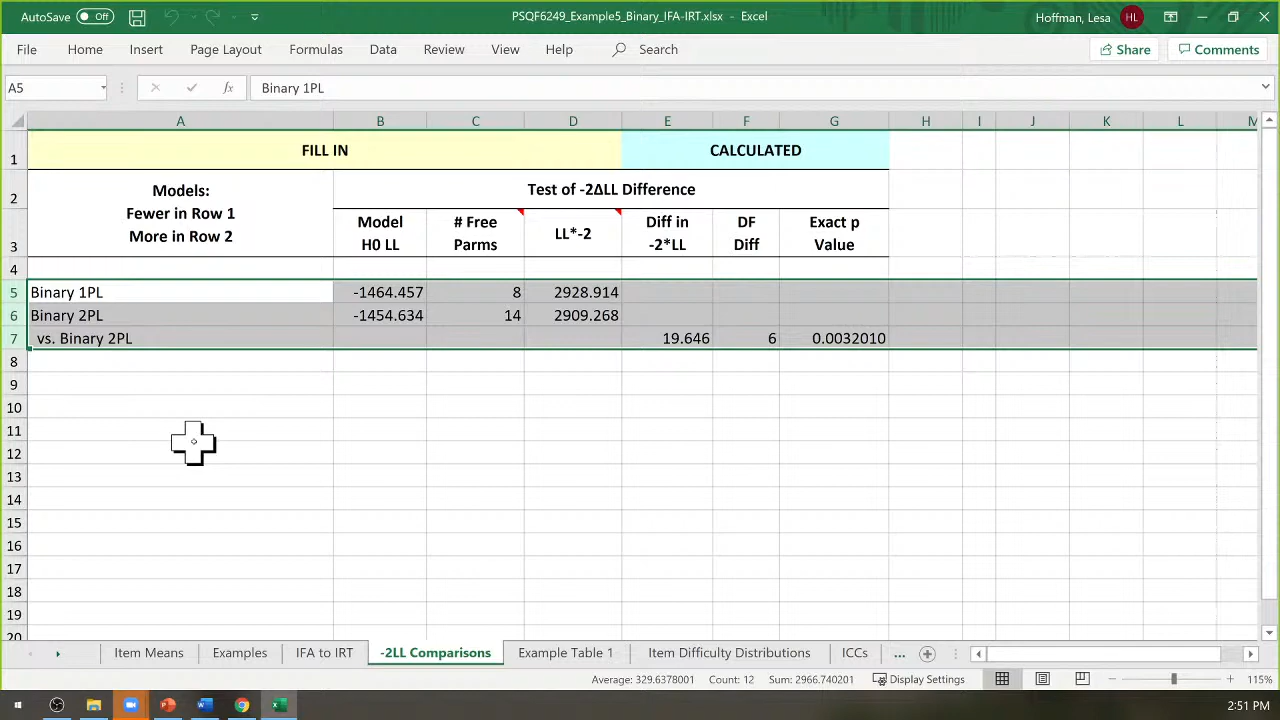 AutoSave Off PSQF6249_Example5_Binary_IFA-IRT.xlsx - Excel Hoffman, Lesa HL
File Home Insert Page Layout Formulas Data Review View Help Search Share Comments
A5 fx Binary 1PL
A B C D E F G H I J K L M
1 FILL IN CALCULATED
2 Models:
Fewer in Row 1
More in Row 2
Test of -2ΔLL Difference
3 Model H0 LL # Free Parms LL*-2 Diff in -2*LL DF Diff Exact p Value
4
5 Binary 1PL -1464.457 8 2928.914
6 Binary 2PL -1454.634 14 2909.268
7 vs. Binary 2PL 19.646 6 0.0032010
8
9
10
11
12
13
14
15
16
17
18
19
20
Item Means Examples IFA to IRT -2LL Comparisons Example Table 1 Item Difficulty Distributions ICCs ...
Average: 329.6378001 Count: 12 Sum: 2966.740201 Display Settings 115%
2:51 PM